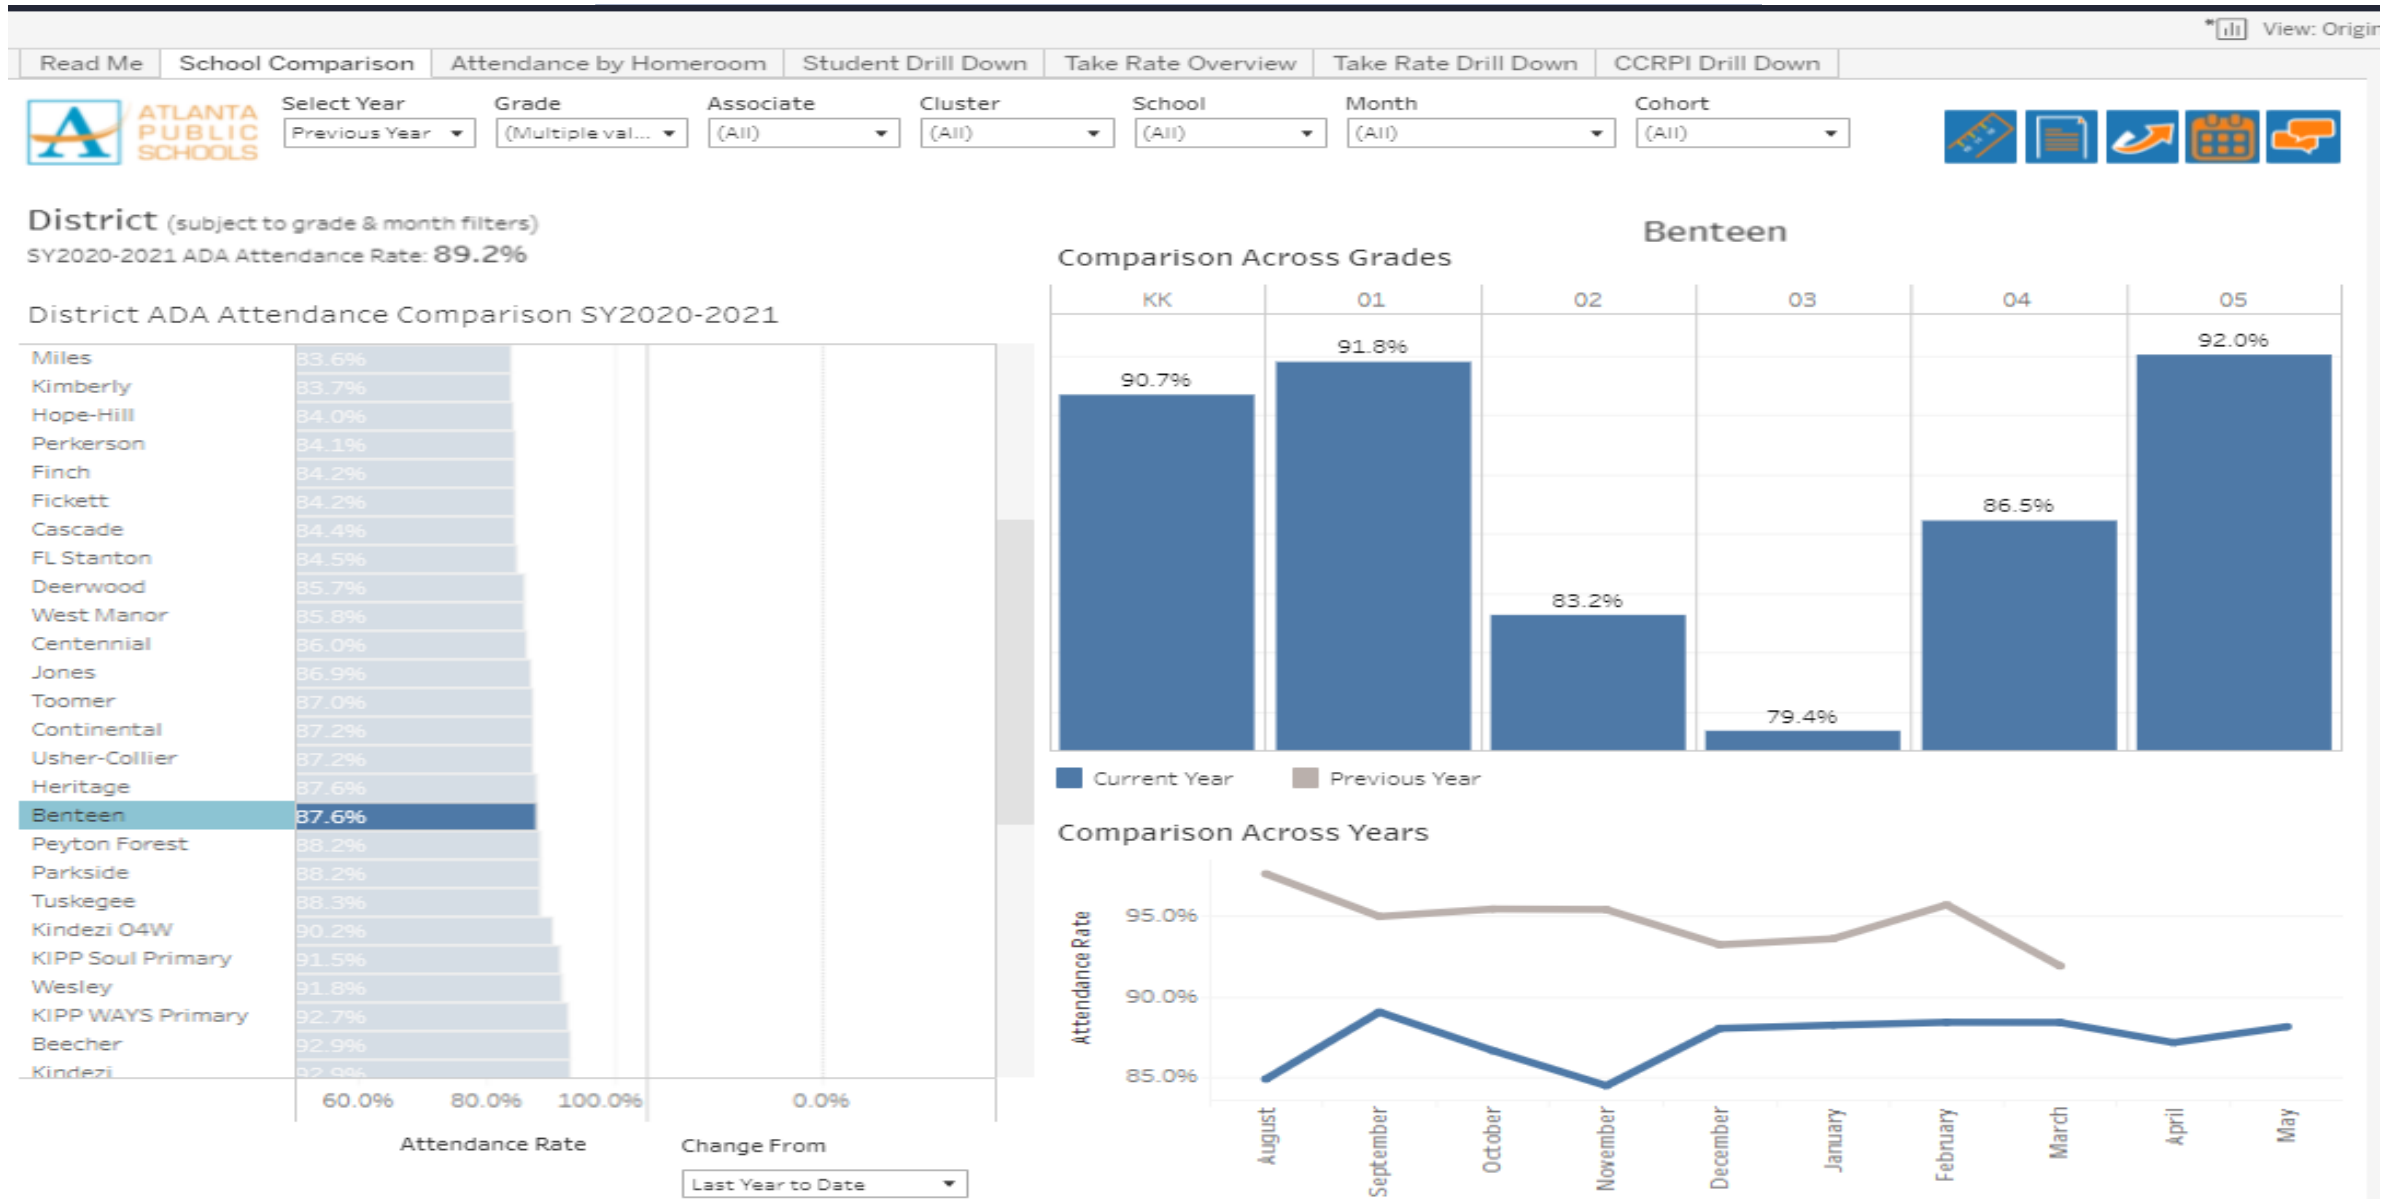 View: Origin
Read Me School Comparison Attendance by Homeroom Student Drill Down Take Rate Overview Take Rate Drill Down CCRPI Drill Down
ATLANTA
PUBLIC
SCHOOLS
Select Year Grade Associate Cluster School Month Cohort
Previous Year (Multiple val... (All) (All) (All) (All) (All)
District (subject to grade & month filters)
SY2020-2021 ADA Attendance Rate: 89.2%
District ADA Attendance Comparison SY2020-2021
Miles 83.6%
Kimberly 83.7%
Hope-Hill 84.0%
Perkerson 84.1%
Finch 84.2%
Fickett 84.2%
Cascade 84.4%
FL Stanton 84.5%
Deerwood 85.7%
West Manor 85.8%
Centennial 86.0%
Jones 86.9%
Toomer 87.0%
Continental 87.2%
Usher-Collier 87.2%
Heritage 87.6%
Benteen 87.6%
Peyton Forest 88.2%
Parkside 88.2%
Tuskegee 88.3%
Kindezi O4W 90.2%
KIPP Soul Primary 91.5%
Wesley 91.8%
KIPP WAYS Primary 92.7%
Beecher 92.9%
Kindezi 92.9%
60.0% 80.0% 100.0% 0.0%
Attendance Rate
Change From
Last Year to Date
Benteen
Comparison Across Grades
KK 01 02 03 04 05
90.7% 91.8% 83.2% 79.4% 86.5% 92.0%
Current Year Previous Year
Comparison Across Years
Attendance Rate
95.0%
90.0%
85.0%
August September October November December January February March April May